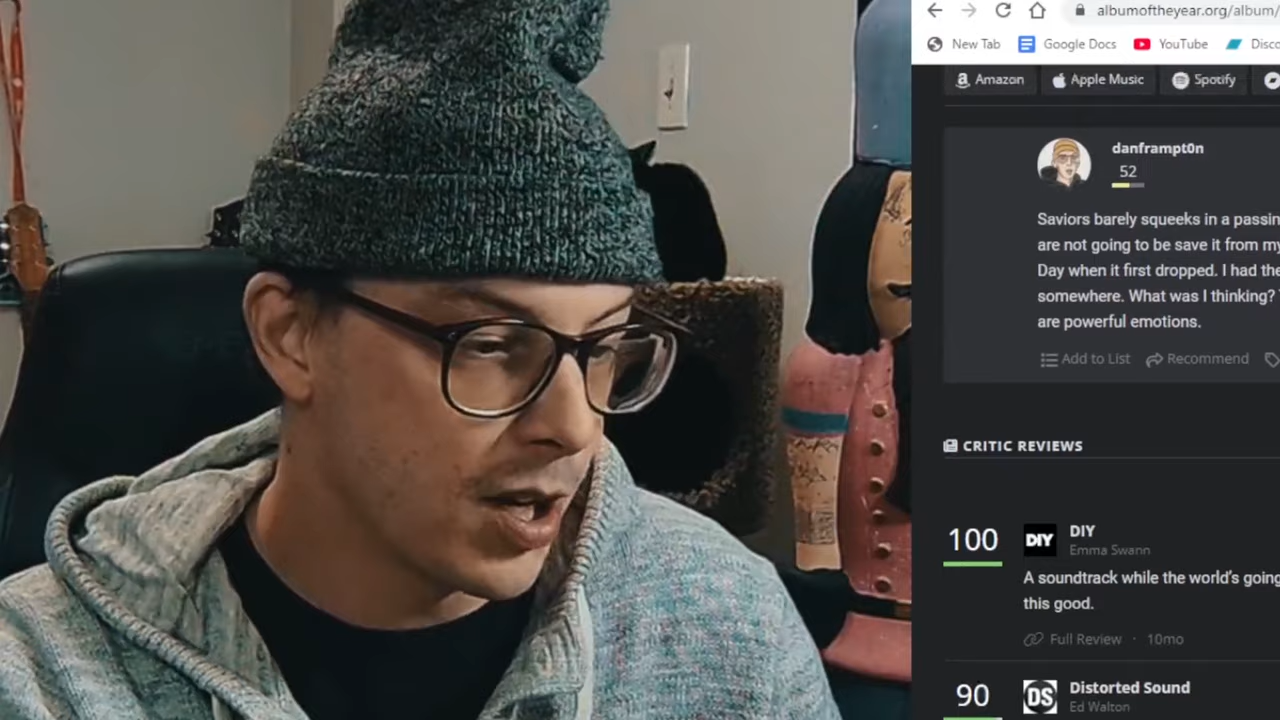 albumoftheyear.org/album/
New Tab Google Docs YouTube Disco
Amazon Apple Music Spotify
danframpt0n
52
Saviors barely squeeks in a passin
are not going to be save it from my
Day when it first dropped. I had the
somewhere. What was I thinking?
are powerful emotions.
Add to List Recommend
CRITIC REVIEWS
100 DIY DIY
Emma Swann
A soundtrack while the world's going
this good.
Full Review · 10mo
90 DS Distorted Sound
Ed Walton